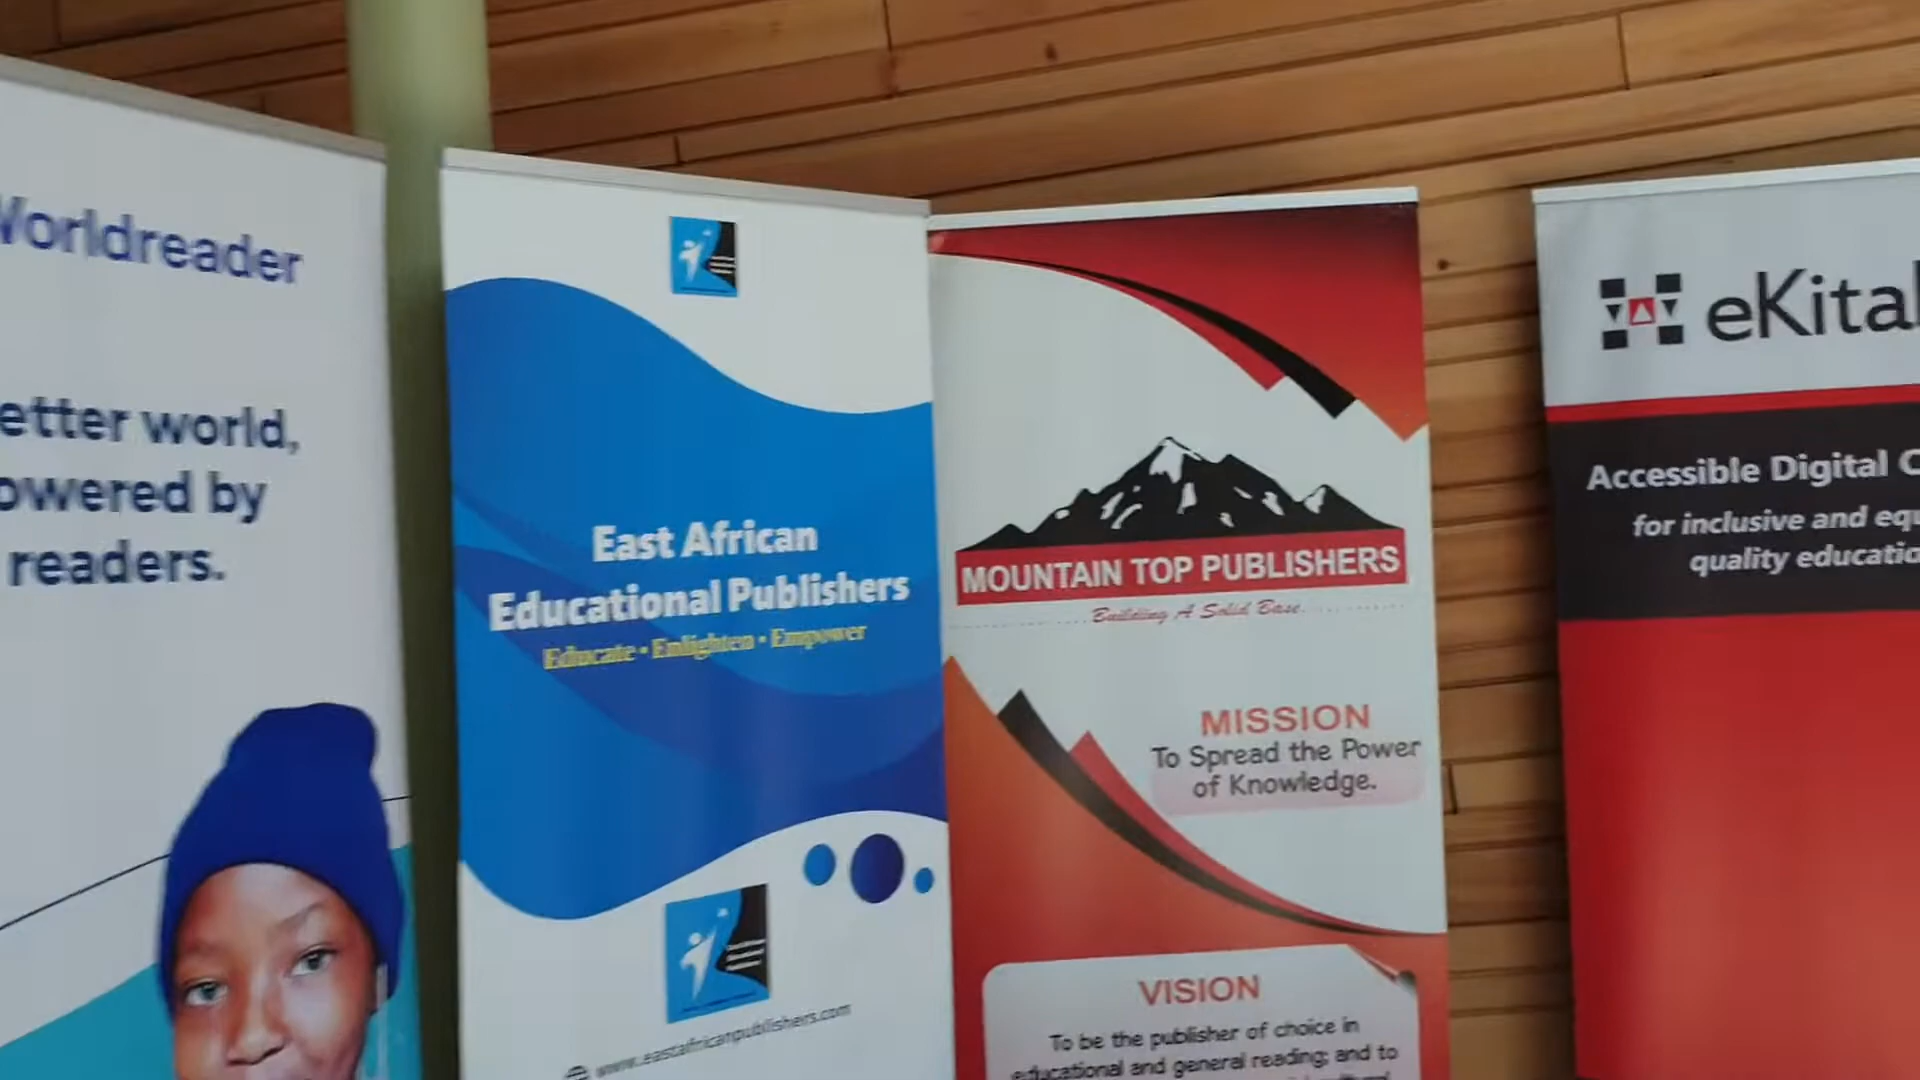 Worldreader
etter world,
owered by
readers.
East African
Educational Publishers
Educate • Enlighten • Empower
www.eastafricanpublishers.com
MOUNTAIN TOP PUBLISHERS
Building A Solid Base
MISSION
To Spread the Power
of Knowledge.
VISION
To be the publisher of choice in
educational and general reading; and to
eKita
Accessible Digital C
for inclusive and equ
quality educatio